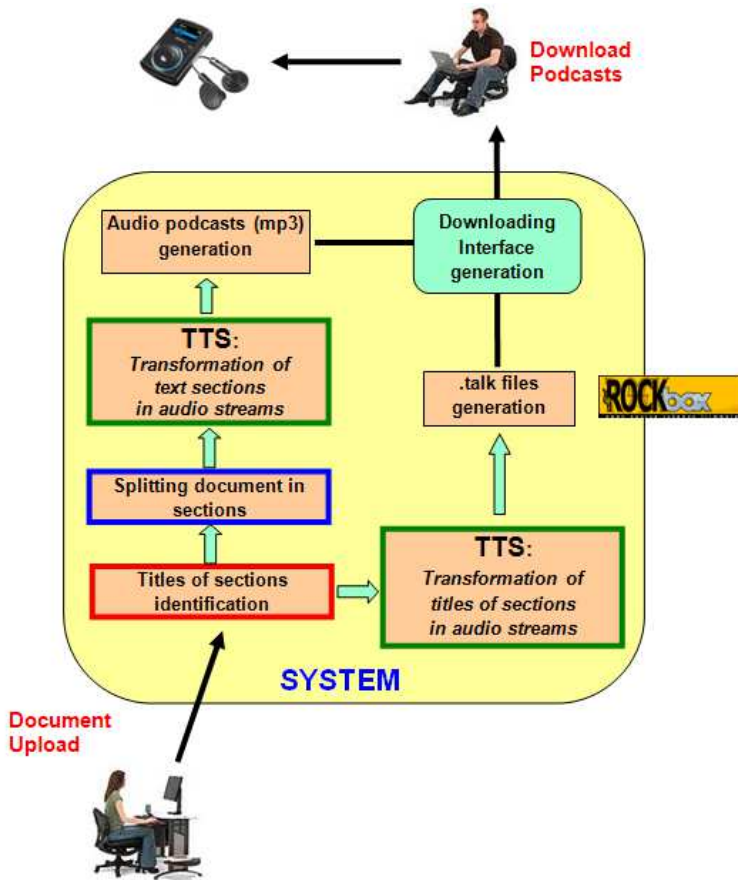 Download
Podcasts
Audio podcasts (mp3)
generation
Downloading
Interface
generation
TTS:
Transformation of
text sections
in audio streams
.talk files
generation
ROCKbox
Splitting document in
sections
TTS:
Transformation of
titles of sections
in audio streams
Titles of sections
identification
SYSTEM
Document
Upload